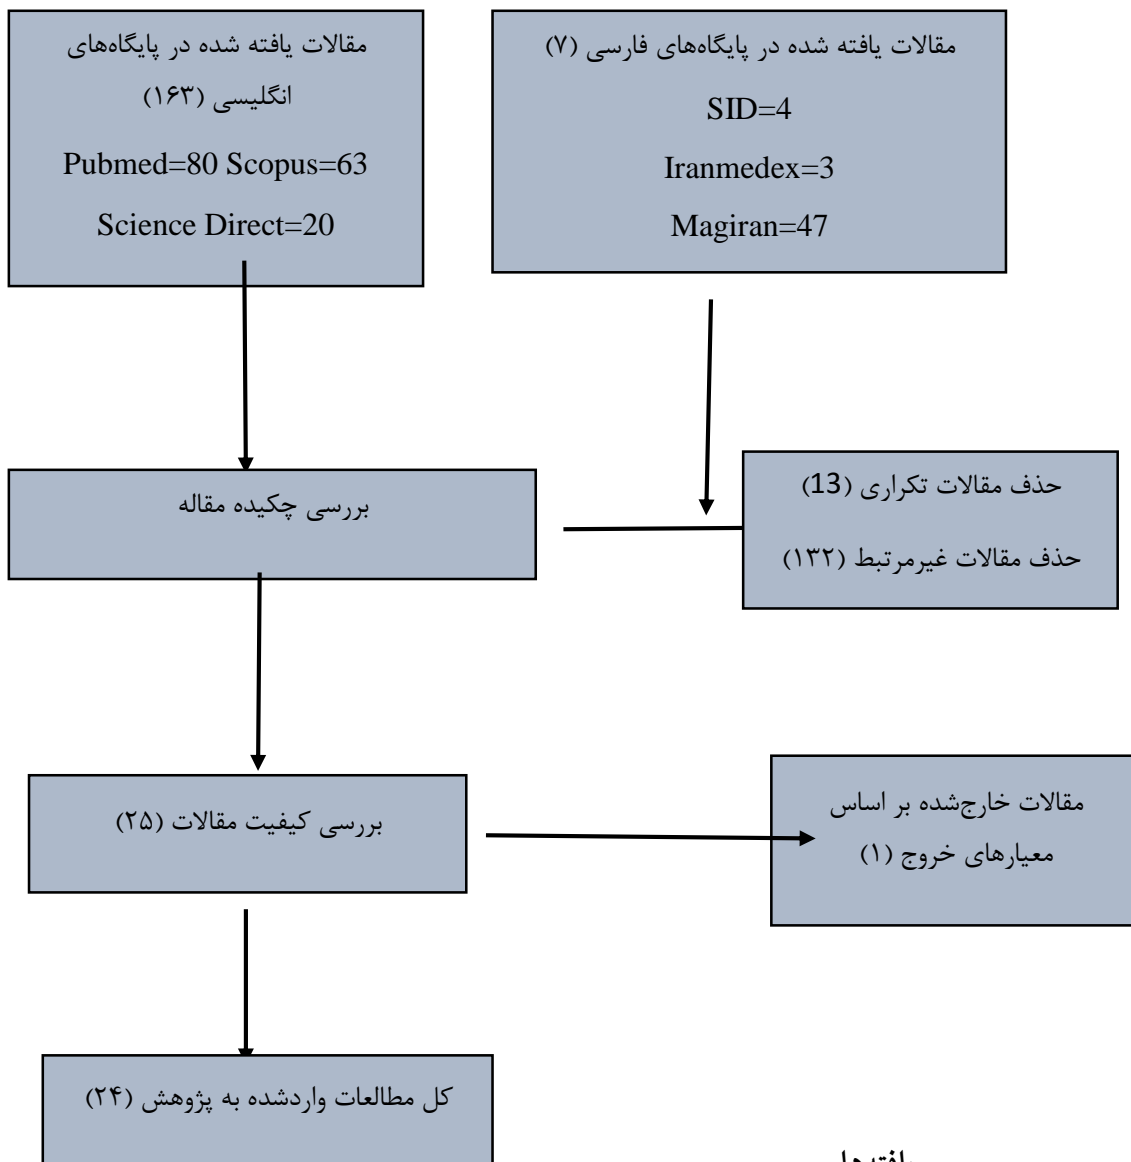 مقالات یافته شده در پایگاه‌های فارسی (۷)
SID=4
Iranmedex=3
Magiran=47
مقالات یافته شده در پایگاه‌های
انگلیسی (۱۶۳)
Pubmed=80 Scopus=63
Science Direct=20
حذف مقالات تکراری (13)
حذف مقالات غیرمرتبط (۱۳۲)
بررسی چکیده مقاله
بررسی کیفیت مقالات (۲۵)
مقالات خارج‌شده بر اساس
معیارهای خروج (۱)
کل مطالعات واردشده به پژوهش (۲۴)